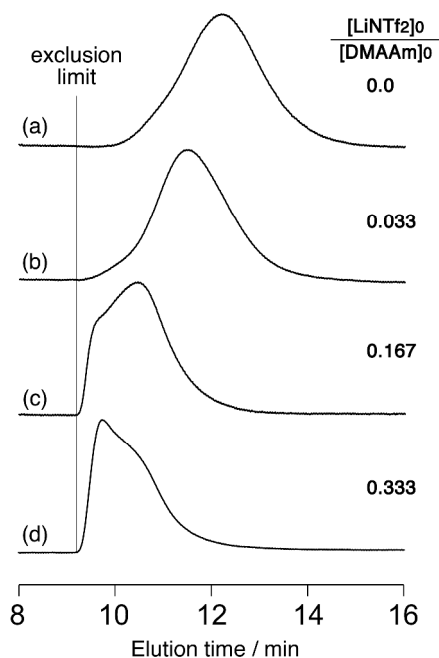 [LiNTf2]0
[DMAAm]0
exclusion
limit
0.0
(a)
0.033
(b)
0.167
(c)
0.333
(d)
8 10 12 14 16
Elution time / min